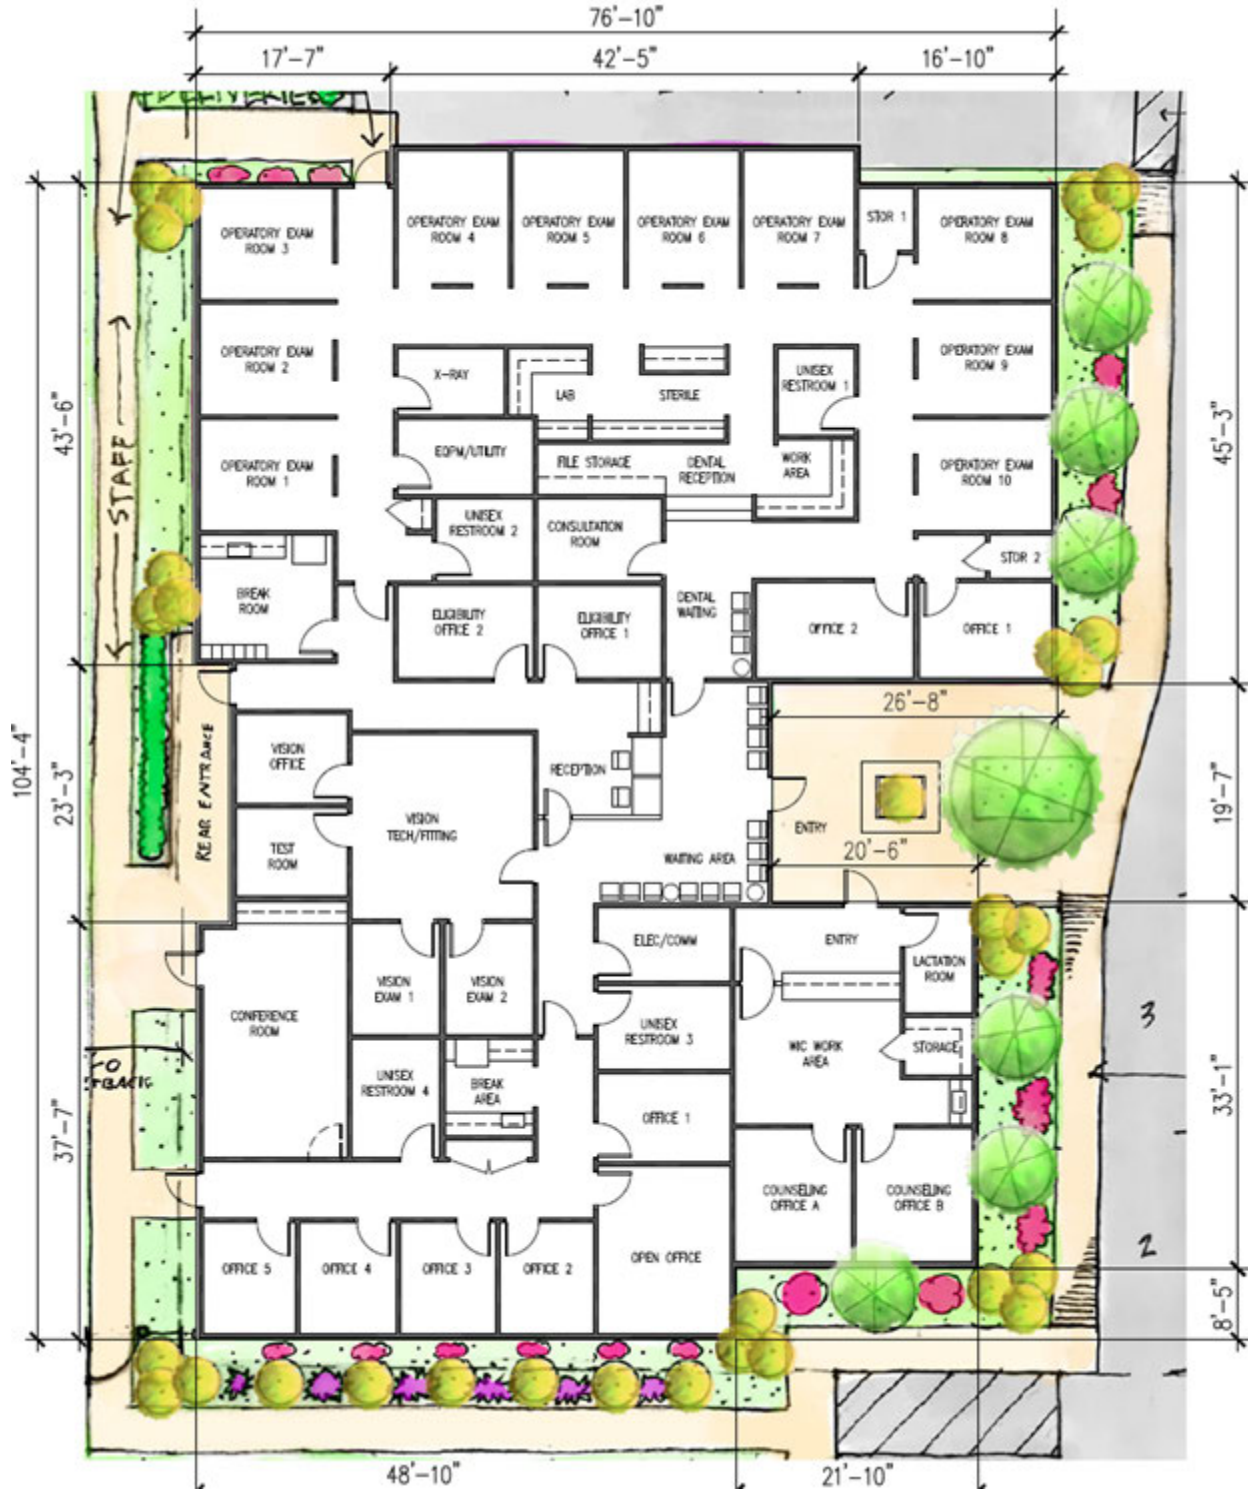 76'-10"
17'-7"
42'-5"
16'-10"
DELIVERIES
OPERATORY EXAM
ROOM 3
OPERATORY EXAM
ROOM 4
OPERATORY EXAM
ROOM 5
OPERATORY EXAM
ROOM 6
OPERATORY EXAM
ROOM 7
STOR 1
OPERATORY EXAM
ROOM 8
OPERATORY EXAM
ROOM 2
X-RAY
LAB
STERILE
UNISEX
RESTROOM 1
OPERATORY EXAM
ROOM 9
43'-6"
STAFF
45'-3"
OPERATORY EXAM
ROOM 1
EQPM/UTILITY
FILE STORAGE
DENTAL
RECEPTION
WORK
AREA
OPERATORY EXAM
ROOM 10
UNISEX
RESTROOM 2
CONSULTATION
ROOM
STOR 2
BREAK
ROOM
ELIGIBILITY
OFFICE 2
ELIGIBILITY
OFFICE 1
DENTAL
WAITING
OFFICE 2
OFFICE 1
26'-8"
104'-4"
23'-3"
REAR ENTRANCE
VISION
OFFICE
RECEPTION
19'-7"
TEST
ROOM
VISION
TECH/FITTING
WAITING AREA
ENTRY
20'-6"
ELEC/COMM
ENTRY
LACTATION
ROOM
VISION
EXAM 1
VISION
EXAM 2
CONFERENCE
ROOM
UNISEX
RESTROOM 3
WIC WORK
AREA
STORAGE
3
UNISEX
RESTROOM 4
BREAK
AREA
OFFICE 1
33'-1"
37'-7"
COUNSELING
OFFICE A
COUNSELING
OFFICE B
2
OFFICE 5
OFFICE 4
OFFICE 3
OFFICE 2
OPEN OFFICE
8'-5"
48'-10"
21'-10"